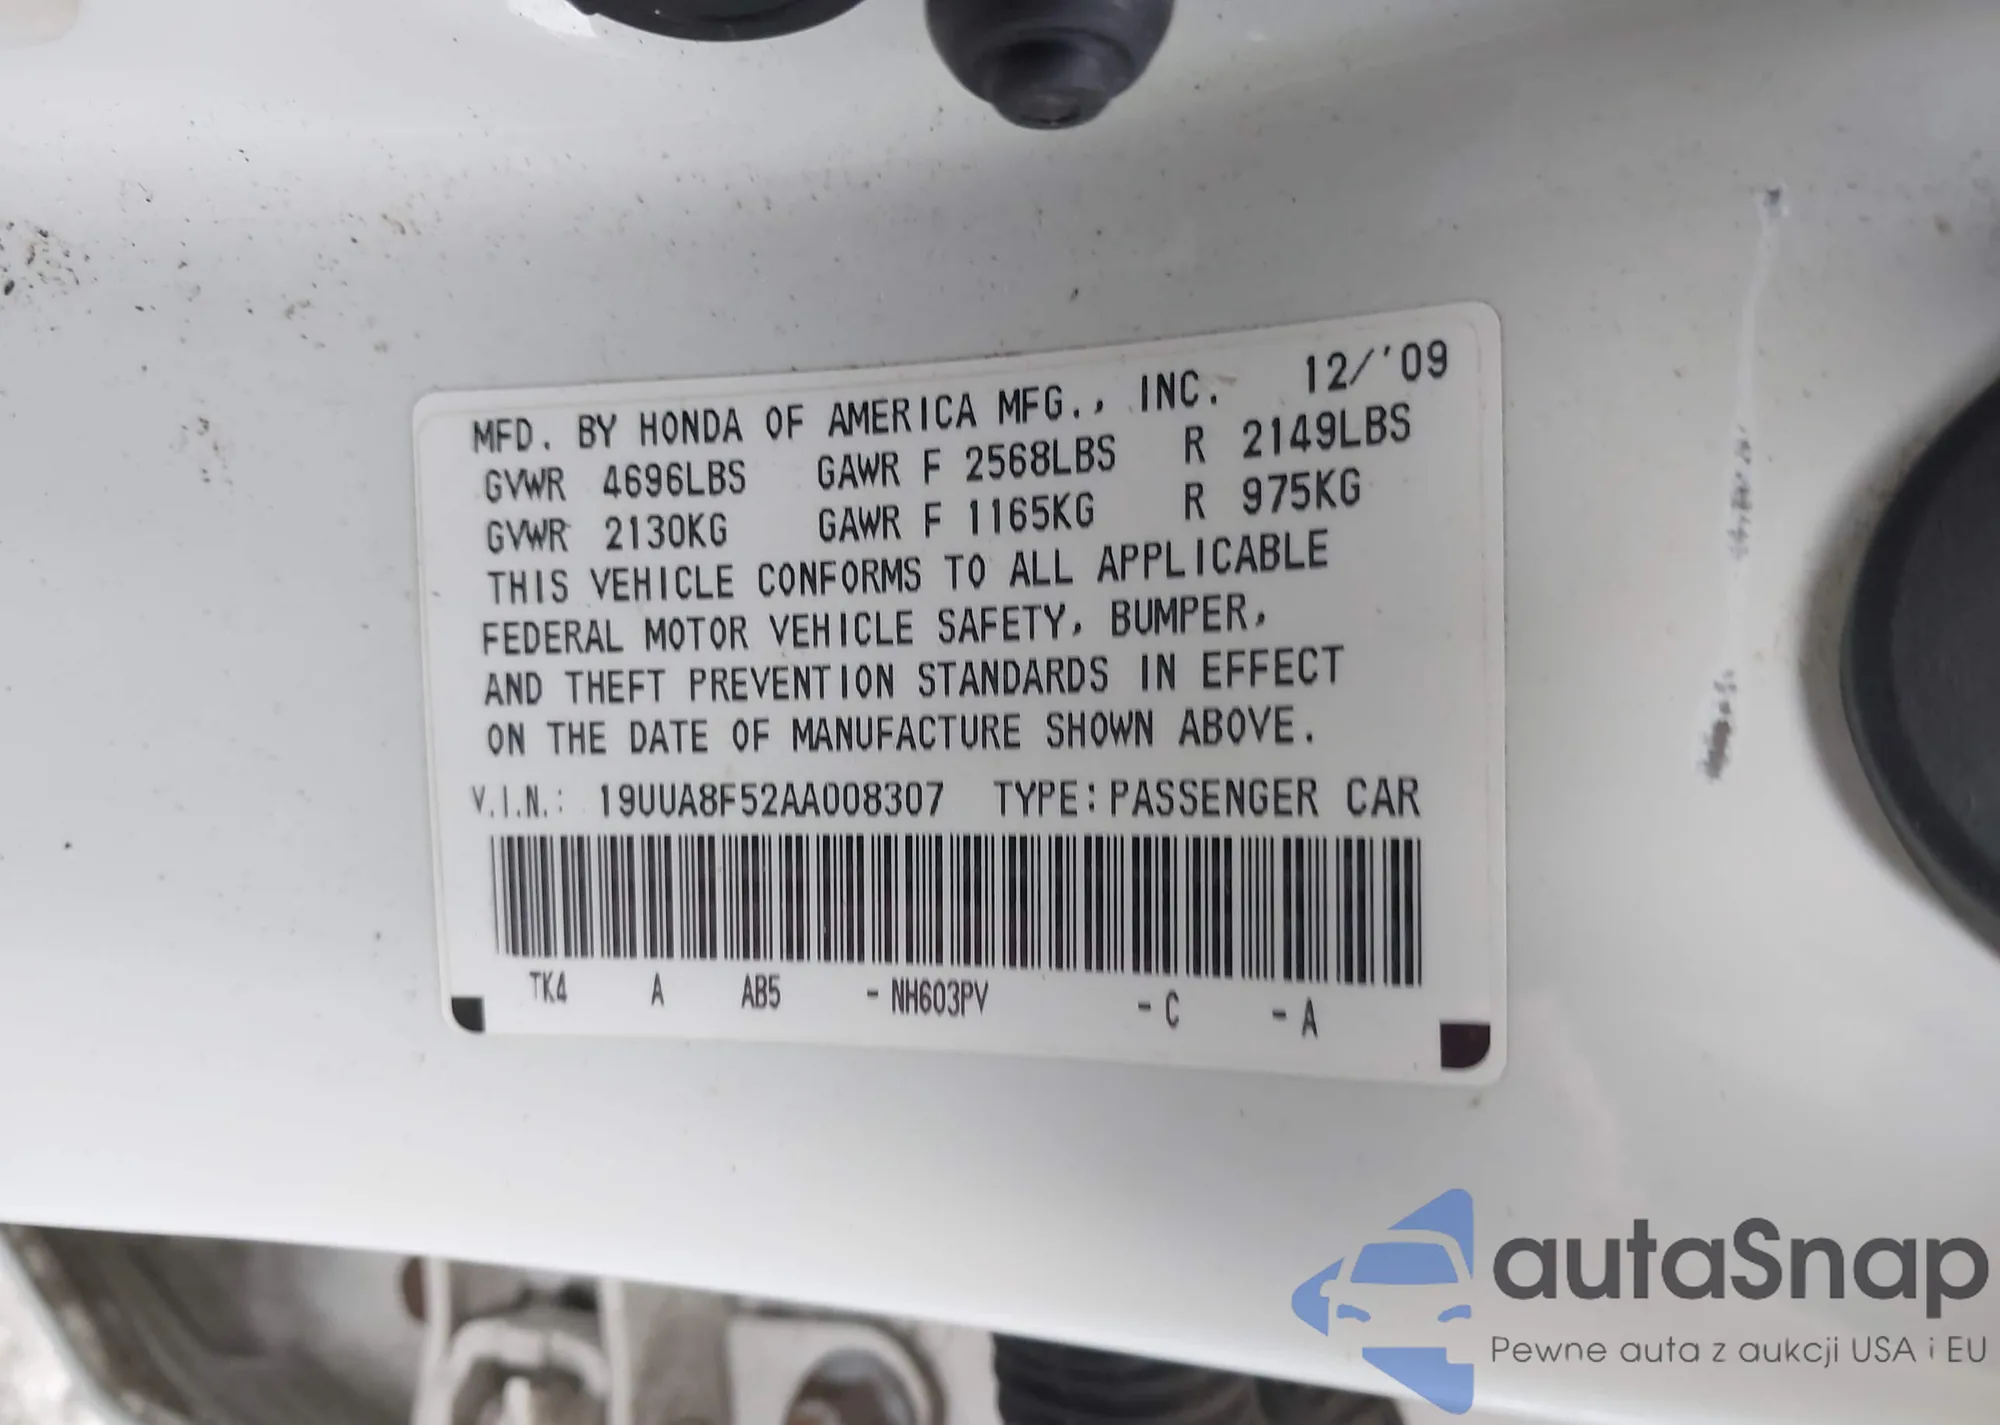 MFD. BY HONDA OF AMERICA MFG., INC. 12/'09
GVWR 4696LBS GAWR F 2568LBS R 2149LBS
GVWR 2130KG GAWR F 1165KG R 975KG
THIS VEHICLE CONFORMS TO ALL APPLICABLE
FEDERAL MOTOR VEHICLE SAFETY, BUMPER,
AND THEFT PREVENTION STANDARDS IN EFFECT
ON THE DATE OF MANUFACTURE SHOWN ABOVE.
V.I.N.: 19UUA8F52AA008307 TYPE: PASSENGER CAR
TK4 A AB5 - NH603PV - C - A
autaSnap
Pewne auta z aukcji USA i EU